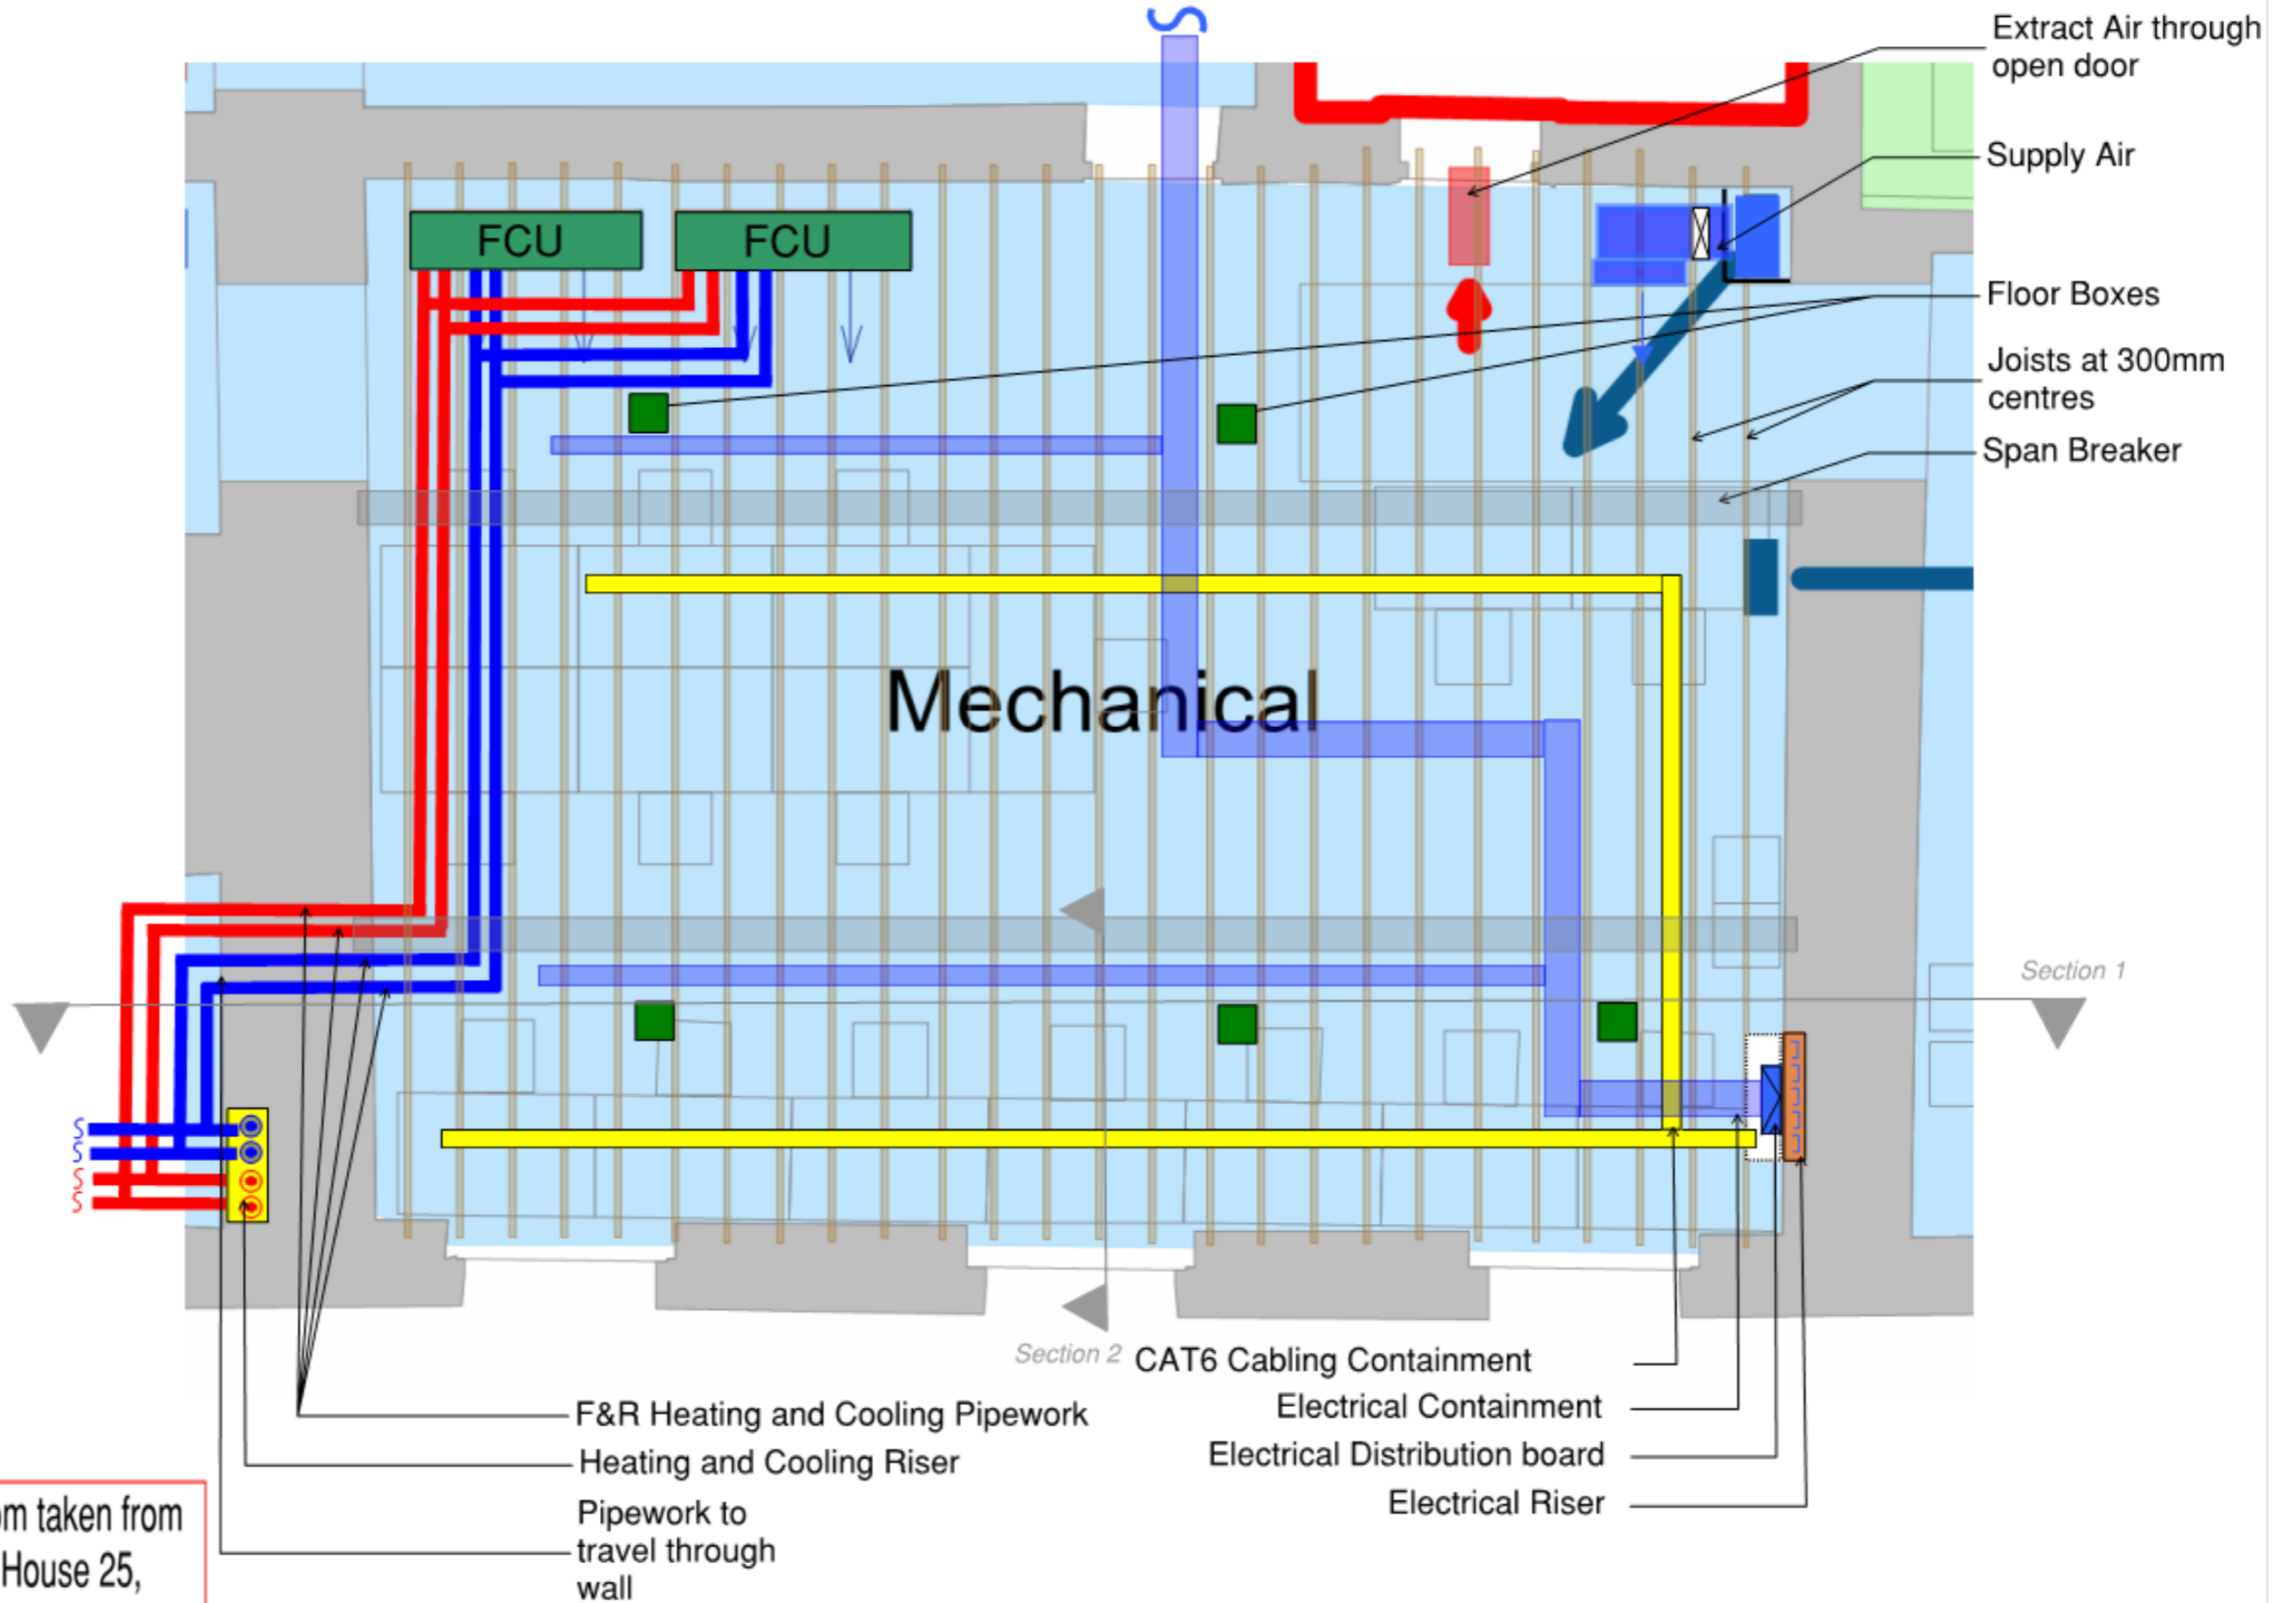 S
Extract Air through
open door
Supply Air
FCU
FCU
Floor Boxes
Joists at 300mm
centres
Span Breaker
Mechanical
Section 1
S
S
S
S
Section 2
CAT6 Cabling Containment
Electrical Containment
Electrical Distribution board
Electrical Riser
F&R Heating and Cooling Pipework
Heating and Cooling Riser
Pipework to
travel through
wall
taken from
House 25,